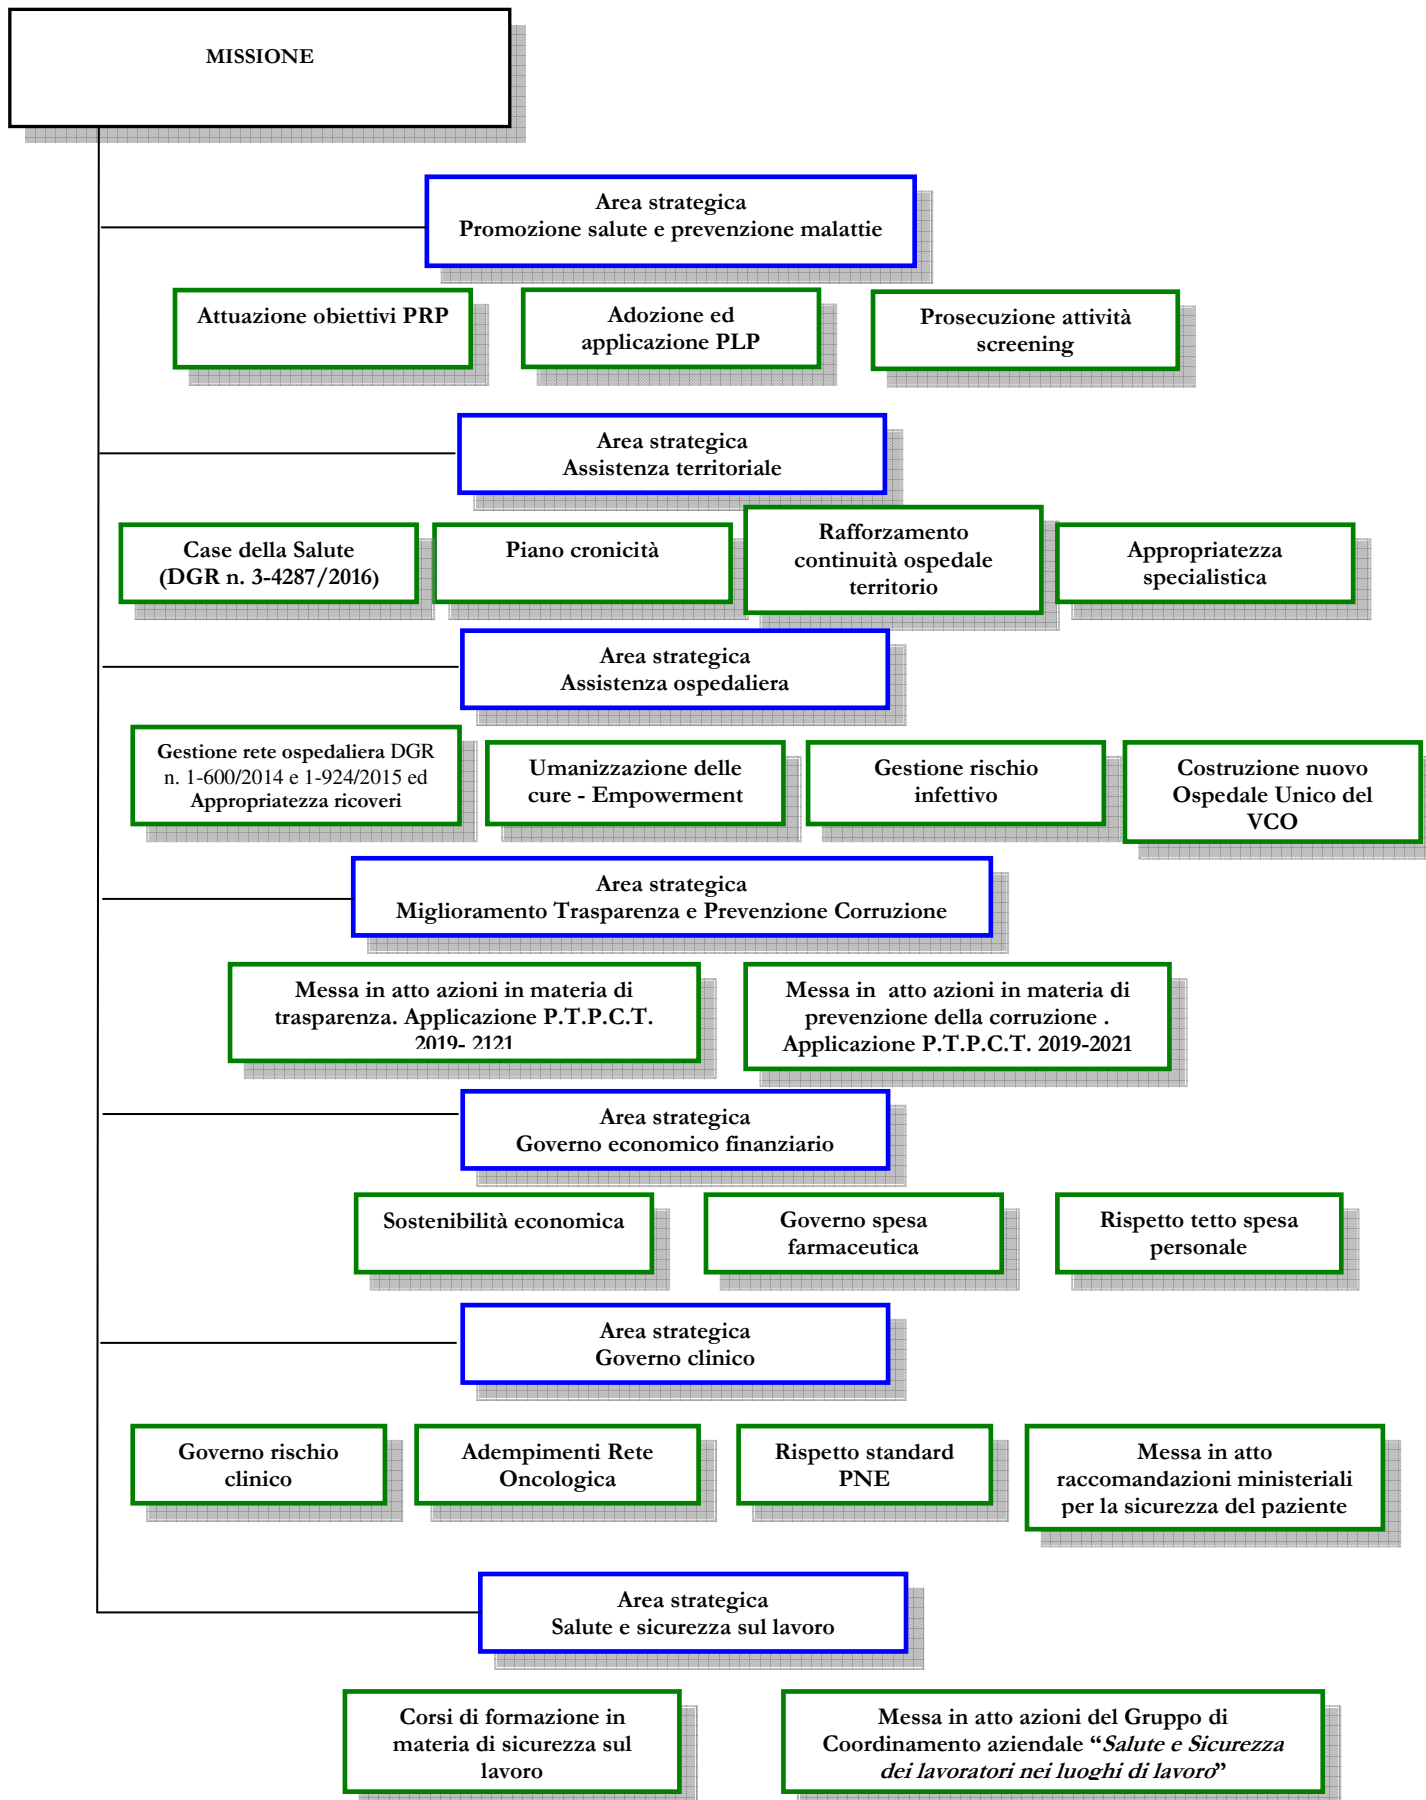 MISSIONE
Area strategica
Promozione salute e prevenzione malattie
Attuazione obiettivi PRP
Adozione ed
applicazione PLP
Prosecuzione attività
screening
Area strategica
Assistenza territoriale
Case della Salute
(DGR n. 3-4287/2016)
Piano cronicità
Rafforzamento
continuità ospedale
territorio
Appropriatezza
specialistica
Area strategica
Assistenza ospedaliera
Gestione rete ospedaliera DGR
n. 1-600/2014 e 1-924/2015 ed
Appropriatezza ricoveri
Umanizzazione delle
cure - Empowerment
Gestione rischio
infettivo
Costruzione nuovo
Ospedale Unico del
VCO
Area strategica
Miglioramento Trasparenza e Prevenzione Corruzione
Messa in atto azioni in materia di
trasparenza. Applicazione P.T.P.C.T.
2019- 2121
Messa in  atto azioni in materia di
prevenzione della corruzione .
Applicazione P.T.P.C.T. 2019-2021
Area strategica
Governo economico finanziario
Sostenibilità economica
Governo spesa
farmaceutica
Rispetto tetto spesa
personale
Area strategica
Governo clinico
Governo rischio
clinico
Adempimenti Rete
Oncologica
Rispetto standard
PNE
Messa in atto
raccomandazioni ministeriali
per la sicurezza del paziente
Area strategica
Salute e sicurezza sul lavoro
Corsi di formazione in
materia di sicurezza sul
lavoro
Messa in atto azioni del Gruppo di
Coordinamento aziendale “Salute e Sicurezza
dei lavoratori nei luoghi di lavoro”